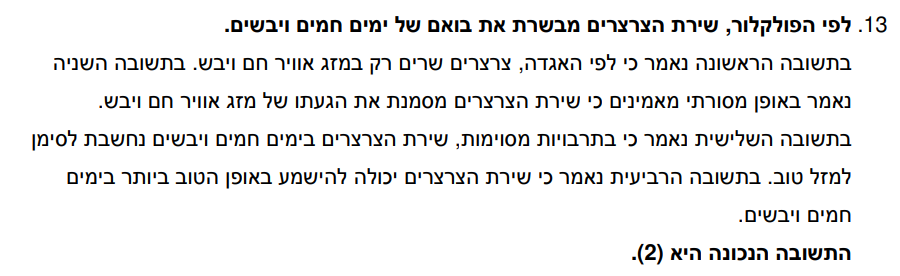 13. לפי הפולקלור, שירת הצרצרים מבשרת את בואם של ימים חמים ויבשים.
בתשובה הראשונה נאמר כי לפי האגדה, צרצרים שרים רק במזג אוויר חם ויבש. בתשובה השניה
נאמר באופן מסורתי מאמינים כי שירת הצרצרים מסמנת את הגעתו של מזג אוויר חם ויבש.
בתשובה השלישית נאמר כי בתרבויות מסוימות, שירת הצרצרים בימים חמים ויבשים נחשבת לסימן
למזל טוב. בתשובה הרביעית נאמר כי שירת הצרצרים יכולה להישמע באופן הטוב ביותר בימים
חמים ויבשים.
התשובה הנכונה היא (2).